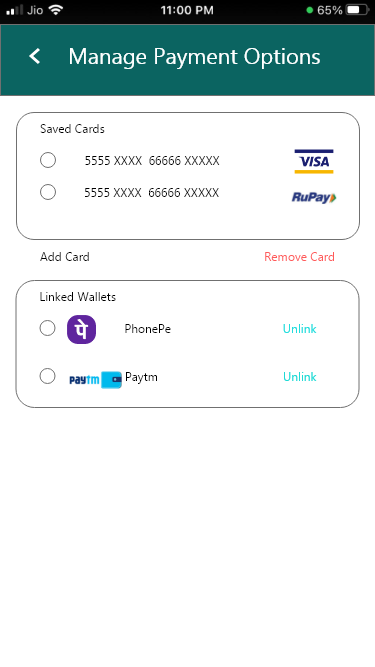 Jio 11:00 PM 65%
Manage Payment Options
Saved Cards
5555 XXXX 66666 XXXXX VISA
5555 XXXX 66666 XXXXX RuPay
Add Card Remove Card
Linked Wallets
पे PhonePe Unlink
paytm Paytm Unlink